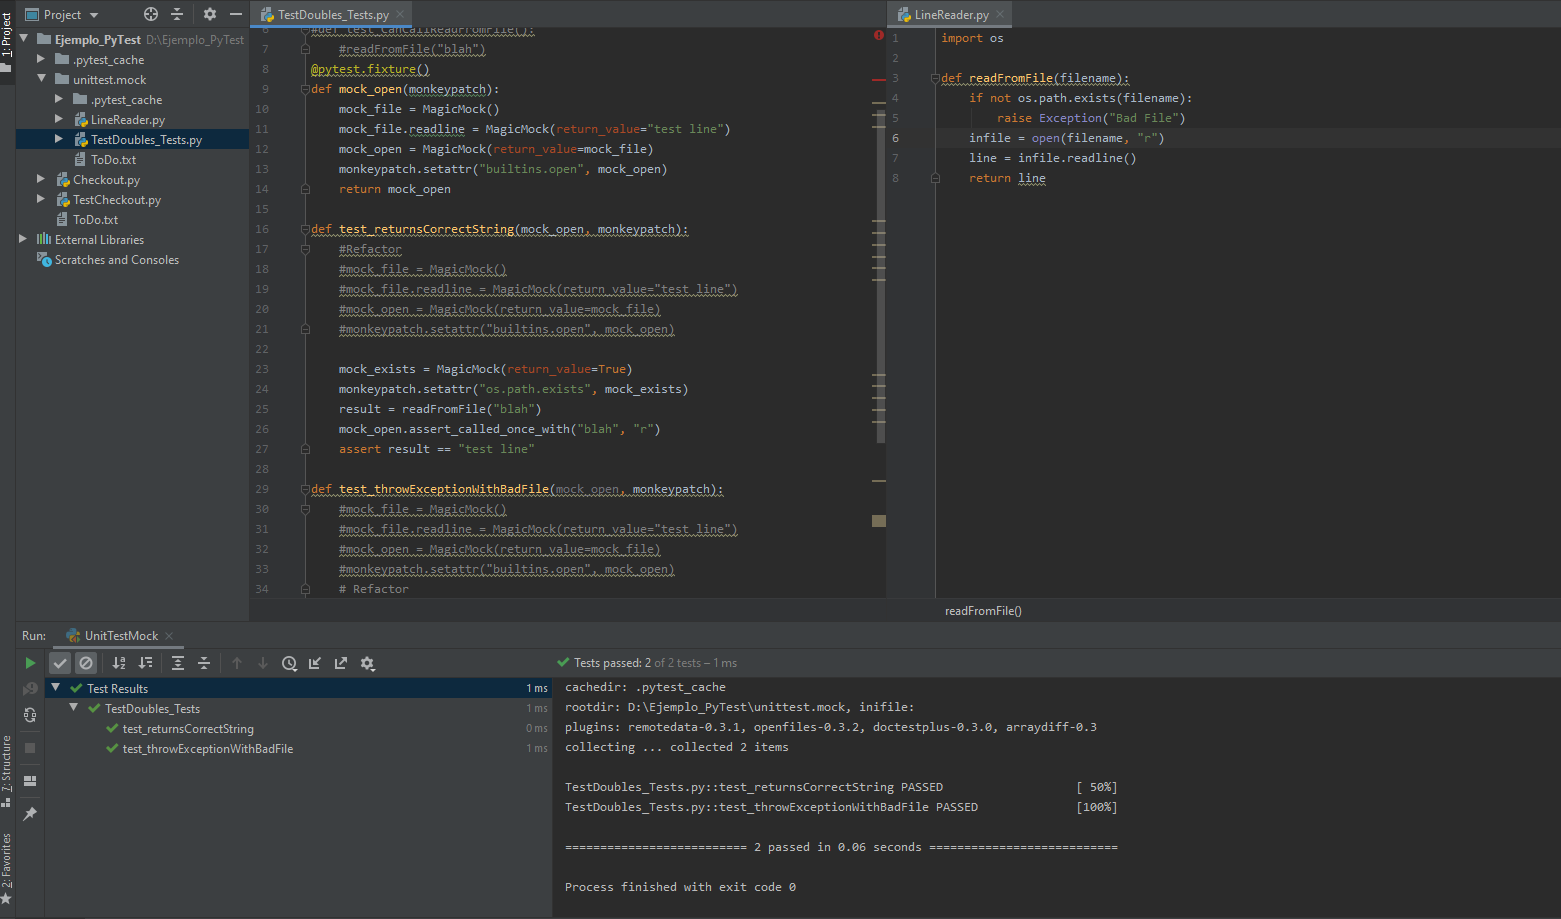 1: Project
Project
Ejemplo_PyTest D:\Ejemplo_PyTest
.pytest_cache
unittest.mock
.pytest_cache
LineReader.py
TestDoubles_Tests.py
ToDo.txt
Checkout.py
TestCheckout.py
ToDo.txt
External Libraries
Scratches and Consoles
TestDoubles_Tests.py
6 #def test_CanCallReadFromFile():
7 #readFromFile("blah")
8 @pytest.fixture()
9 def mock_open(monkeypatch):
10 mock_file = MagicMock()
11 mock_file.readline = MagicMock(return_value="test line")
12 mock_open = MagicMock(return_value=mock_file)
13 monkeypatch.setattr("builtins.open", mock_open)
14 return mock_open
15
16 def test_returnsCorrectString(mock_open, monkeypatch):
17 #Refactor
18 #mock_file = MagicMock()
19 #mock_file.readline = MagicMock(return_value="test line")
20 #mock_open = MagicMock(return_value=mock_file)
21 #monkeypatch.setattr("builtins.open", mock_open)
22
23 mock_exists = MagicMock(return_value=True)
24 monkeypatch.setattr("os.path.exists", mock_exists)
25 result = readFromFile("blah")
26 mock_open.assert_called_once_with("blah", "r")
27 assert result == "test line"
28
29 def test_throwExceptionWithBadFile(mock_open, monkeypatch):
30 #mock_file = MagicMock()
31 #mock_file.readline = MagicMock(return_value="test line")
32 #mock_open = MagicMock(return_value=mock_file)
33 #monkeypatch.setattr("builtins.open", mock_open)
34 # Refactor
LineReader.py
1 import os
2
3 def readFromFile(filename):
4 if not os.path.exists(filename):
5 raise Exception("Bad File")
6 infile = open(filename, "r")
7 line = infile.readline()
8 return line
readFromFile()
Run: UnitTestMock
Tests passed: 2 of 2 tests – 1 ms
Test Results 1 ms
TestDoubles_Tests 1 ms
test_returnsCorrectString 0 ms
test_throwExceptionWithBadFile 1 ms
cachedir: .pytest_cache
rootdir: D:\Ejemplo_PyTest\unittest.mock, inifile:
plugins: remotedata-0.3.1, openfiles-0.3.2, doctestplus-0.3.0, arraydiff-0.3
collecting ... collected 2 items
TestDoubles_Tests.py::test_returnsCorrectString PASSED [ 50%]
TestDoubles_Tests.py::test_throwExceptionWithBadFile PASSED [100%]
========================== 2 passed in 0.06 seconds ===========================
Process finished with exit code 0
7: Structure
2: Favorites